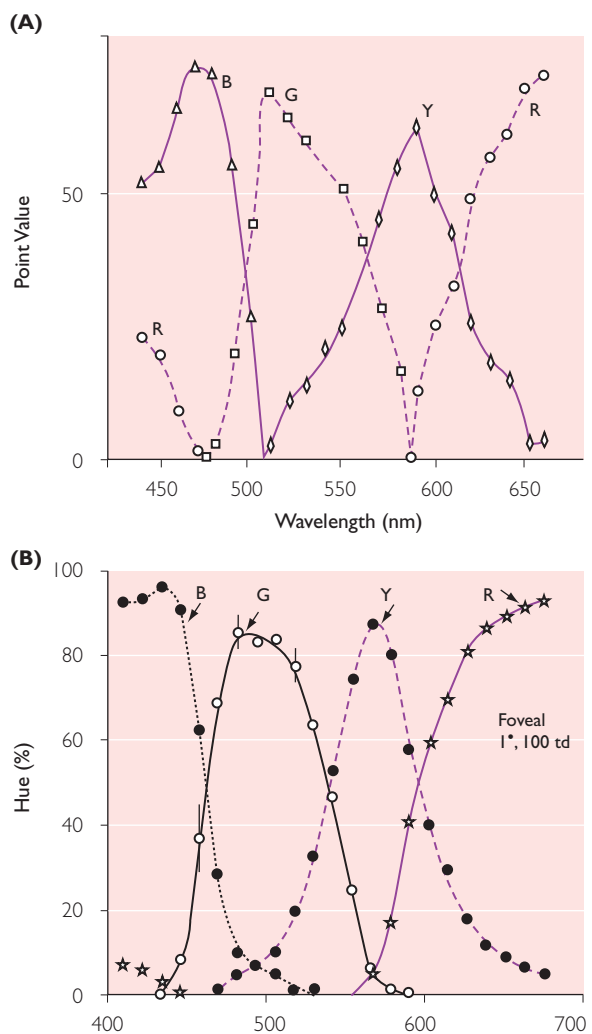 (A)
B
G
Y
R
50
R
0
Point Value
450 500 550 600 650
Wavelength (nm)
(B)
100
B
G
Y
R
80
60
Foveal
1°, 100 td
40
20
0
Hue (%)
400 500 600 700